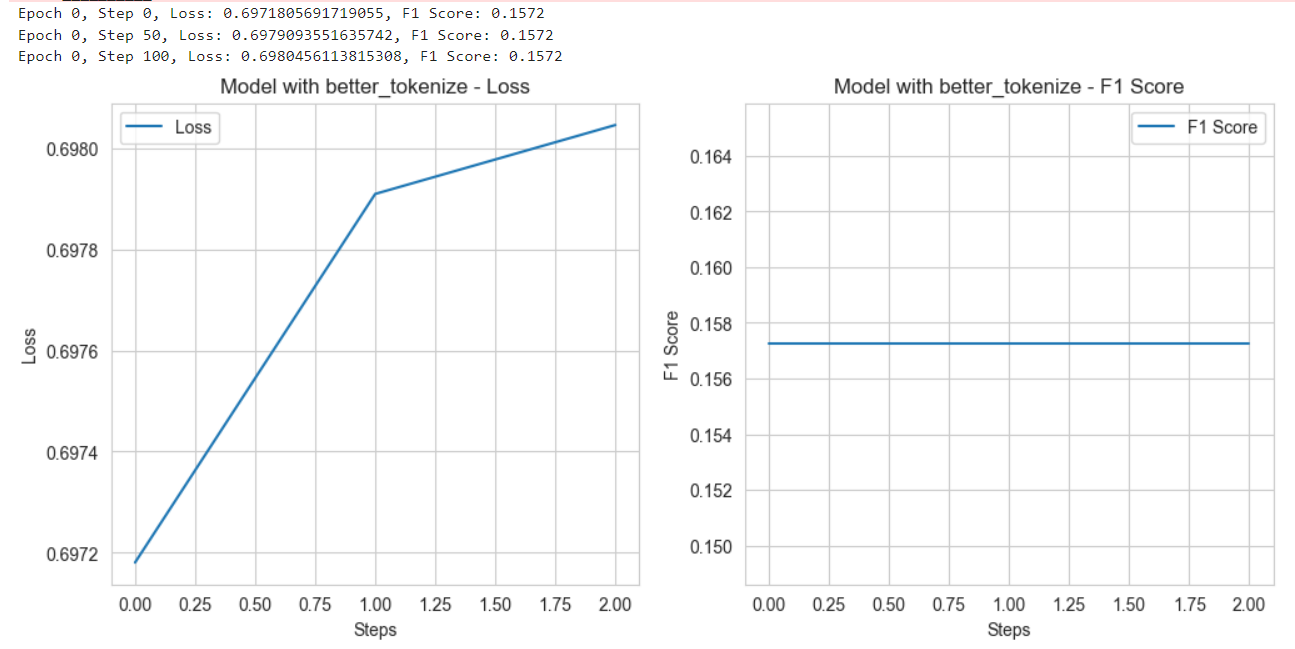 Epoch 0, Step 0, Loss: 0.6971805691719055, F1 Score: 0.1572
Epoch 0, Step 50, Loss: 0.6979093551635742, F1 Score: 0.1572
Epoch 0, Step 100, Loss: 0.6980456113815308, F1 Score: 0.1572
Model with better_tokenize - Loss
Loss
0.6980
0.6978
0.6976
0.6974
0.6972
Loss
0.00 0.25 0.50 0.75 1.00 1.25 1.50 1.75 2.00
Steps
Model with better_tokenize - F1 Score
F1 Score
0.164
0.162
0.160
0.158
0.156
0.154
0.152
0.150
F1 Score
0.00 0.25 0.50 0.75 1.00 1.25 1.50 1.75 2.00
Steps